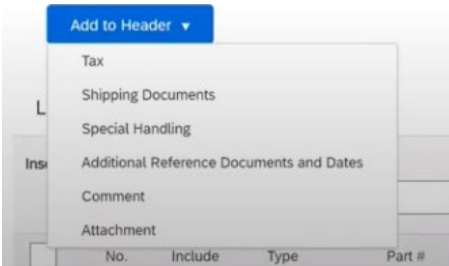 Add to Header ▼
Tax
L
Shipping Documents
Special Handling
Inse
Additional Reference Documents and Dates
Comment
Attachment
No. Include Type Part #